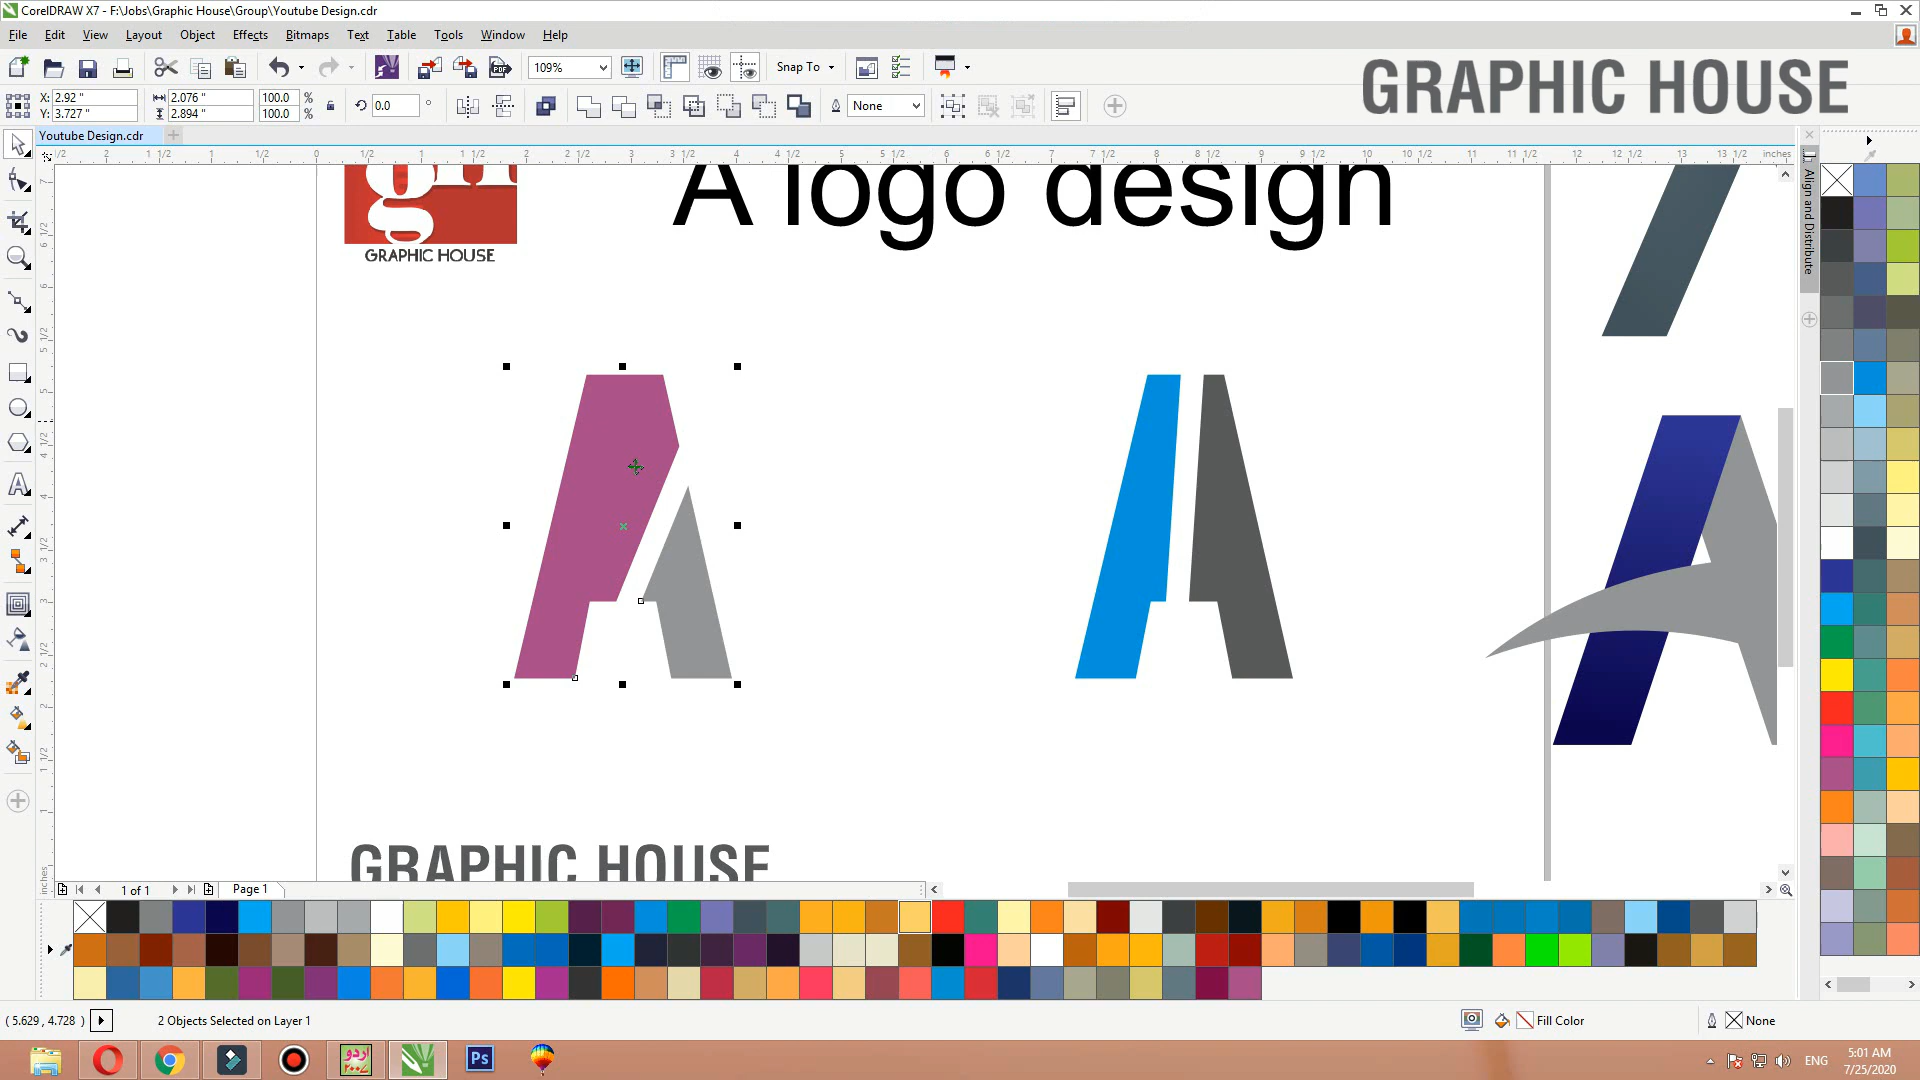 CorelDRAW X7 - F:\Jobs\Graphic House\Group\Youtube Design.cdr
File Edit View Layout Object Effects Bitmaps Text Table Tools Window Help
109% Snap To
GRAPHIC HOUSE
X: 2.92 " 2.076 " 100.0 % 0.0 ° None
Y: 3.727 " 2.894 " 100.0 %
Youtube Design.cdr
inches
Align and Distribute
A logo design
GRAPHIC HOUSE
GRAPHIC HOUSE
inches
1 of 1 Page 1
( 5.629 , 4.728 ) 2 Objects Selected on Layer 1 Fill Color None
اردو
Ps
ENG
5:01 AM
7/25/2020